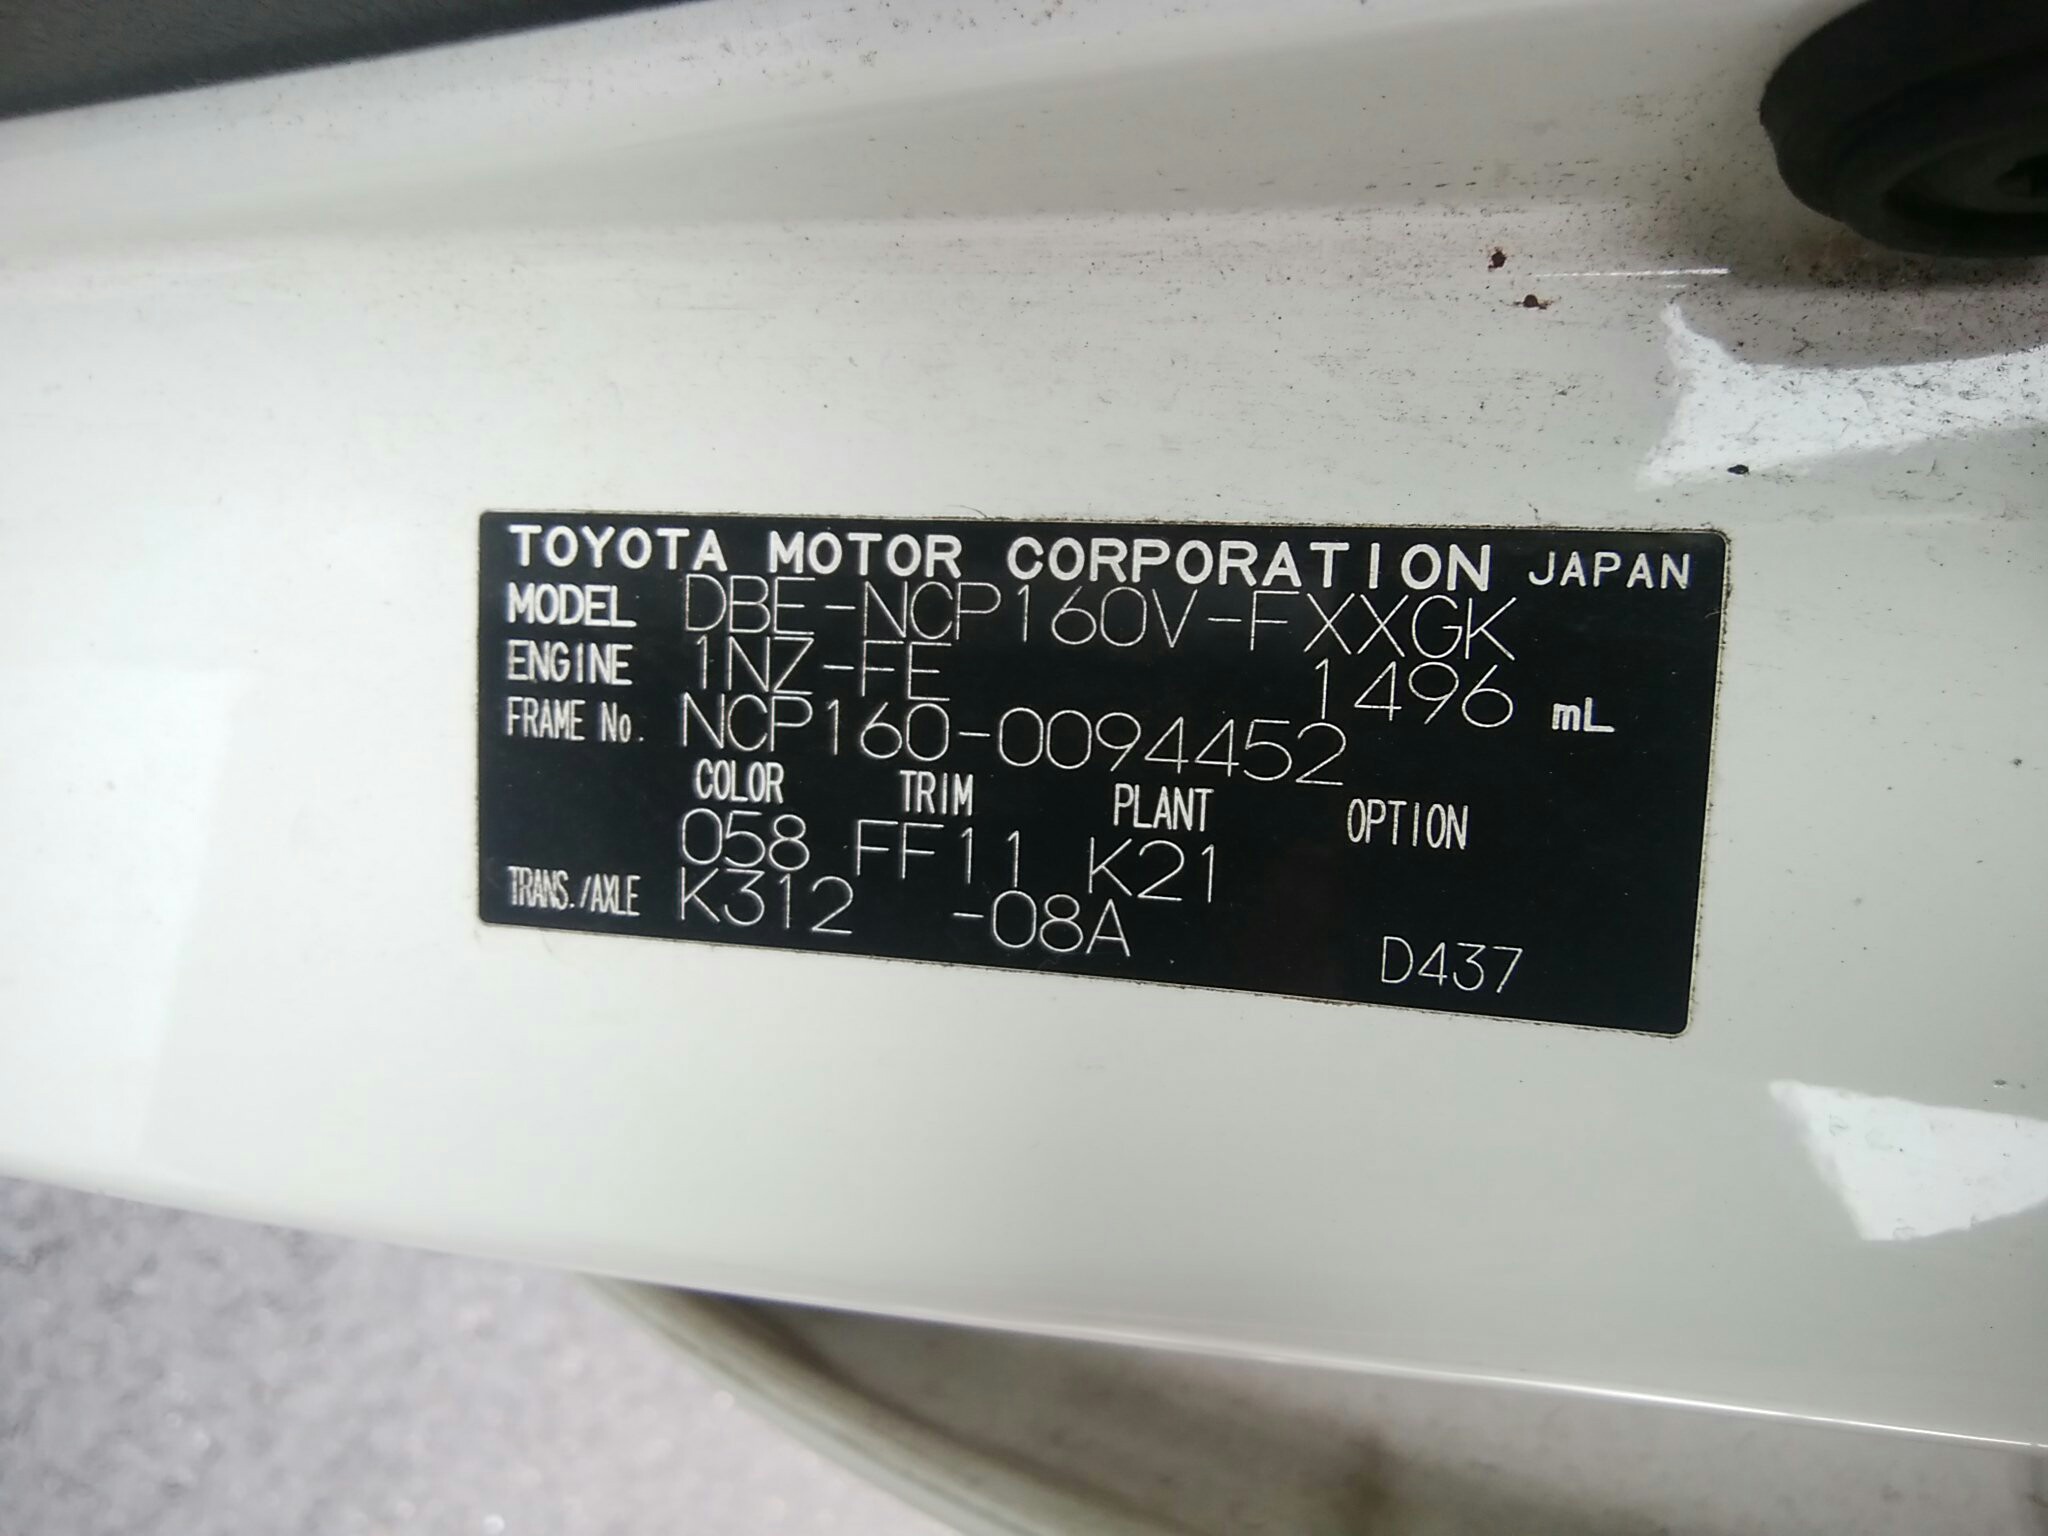 TOYOTA MOTOR CORPORATION JAPAN
MODEL DBE-NCP160V-FXXGK
ENGINE 1NZ-FE 1496 mL
FRAME No. NCP160-0094452
COLOR TRIM PLANT OPTION
058 FF11 K21
TRANS./AXLE K312 -08A
D437